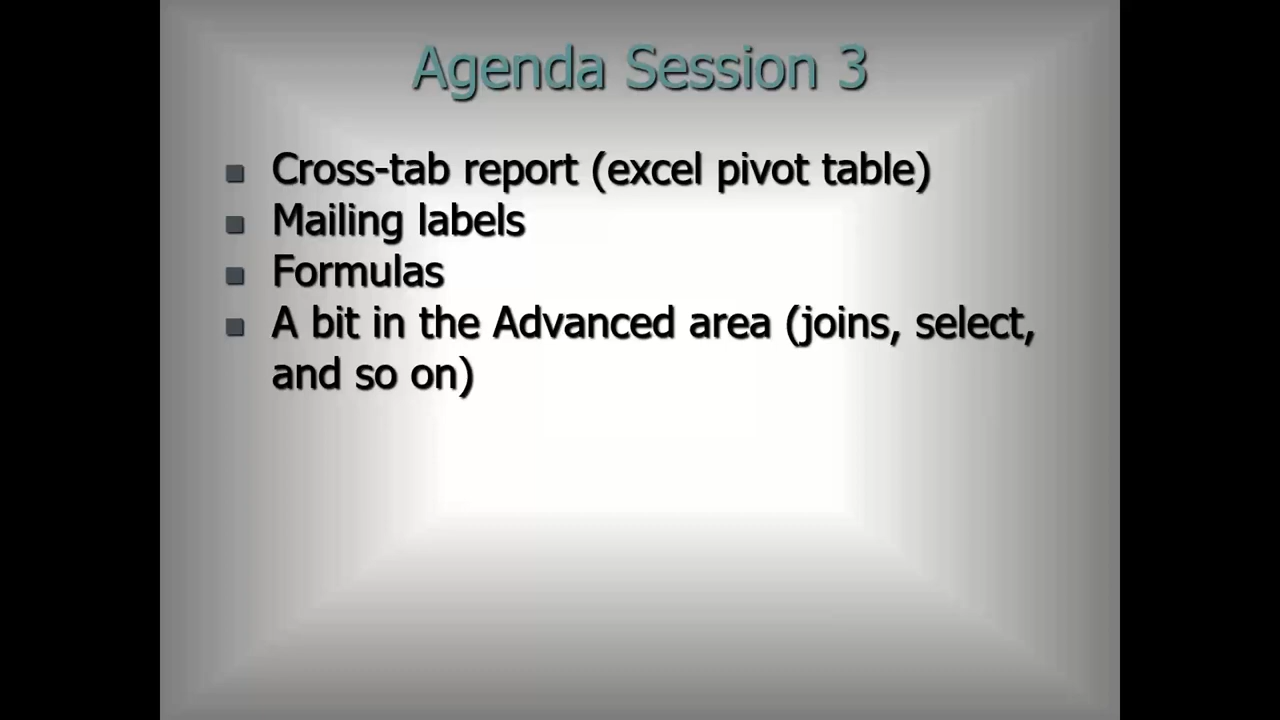 Agenda Session 3
Cross-tab report (excel pivot table)
Mailing labels
Formulas
A bit in the Advanced area (joins, select,
and so on)